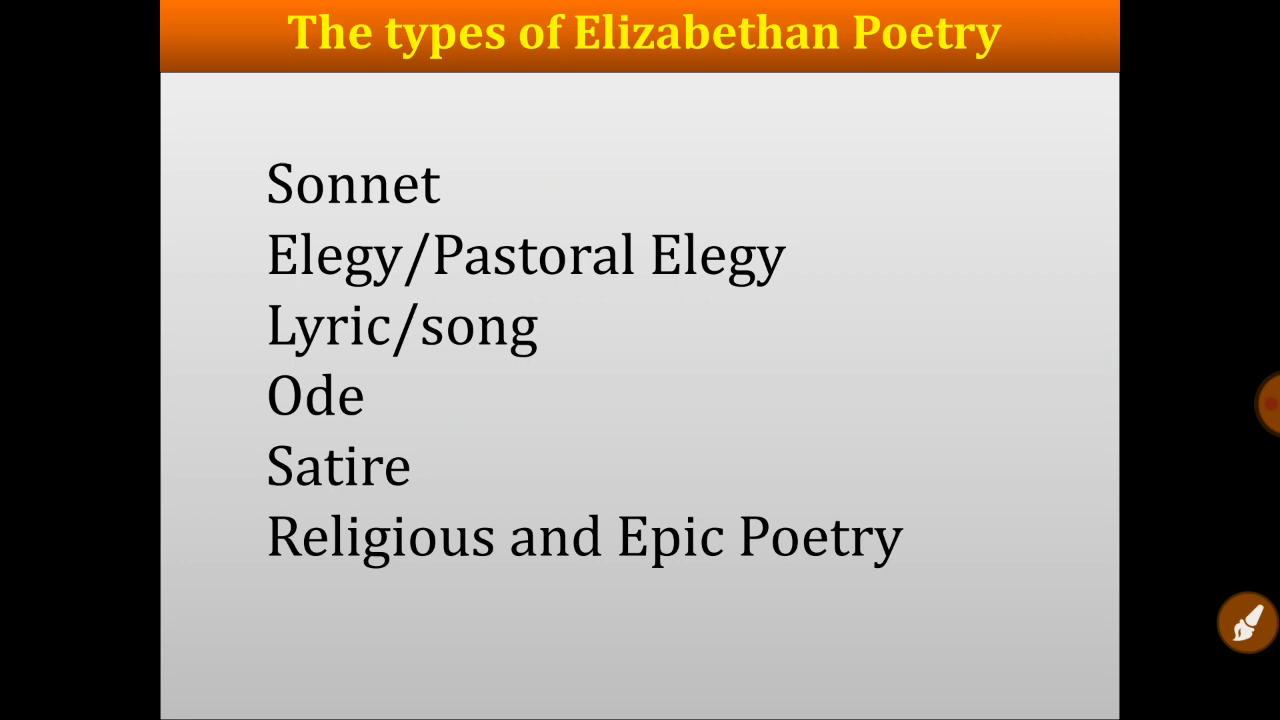 The types of Elizabethan Poetry
Sonnet
Elegy/Pastoral Elegy
Lyric/song
Ode
Satire
Religious and Epic Poetry